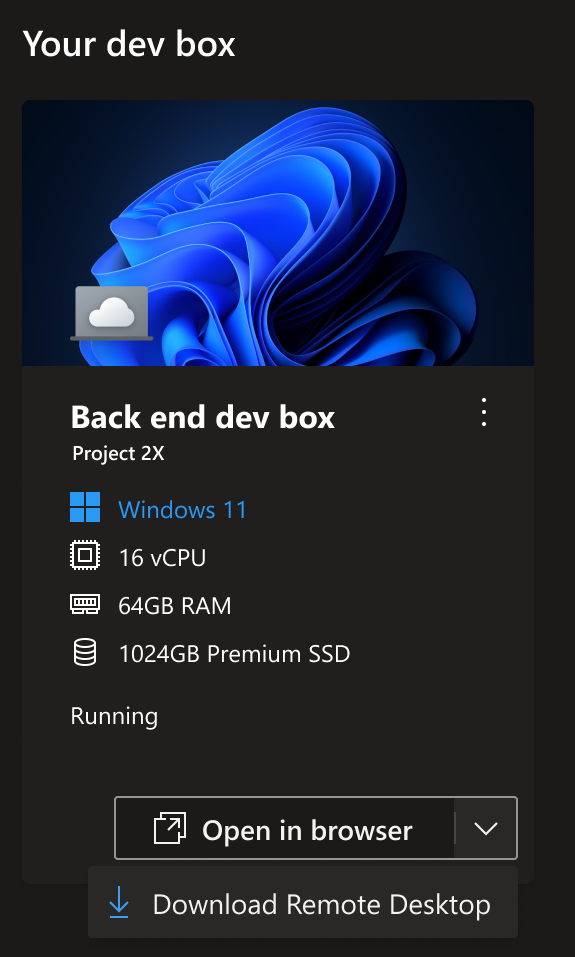 Your dev box
Back end dev box
Project 2X
Windows 11
16 vCPU
64GB RAM
1024GB Premium SSD
Running
Open in browser
Download Remote Desktop